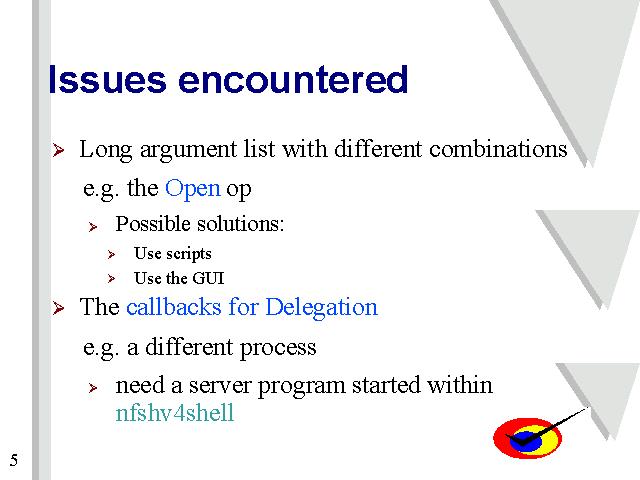 Issues encountered
Long argument list with different combinations
e.g. the Open op
Possible solutions:
Use scripts
Use the GUI
The callbacks for Delegation
e.g. a different process
need a server program started within
nfshv4shell
5